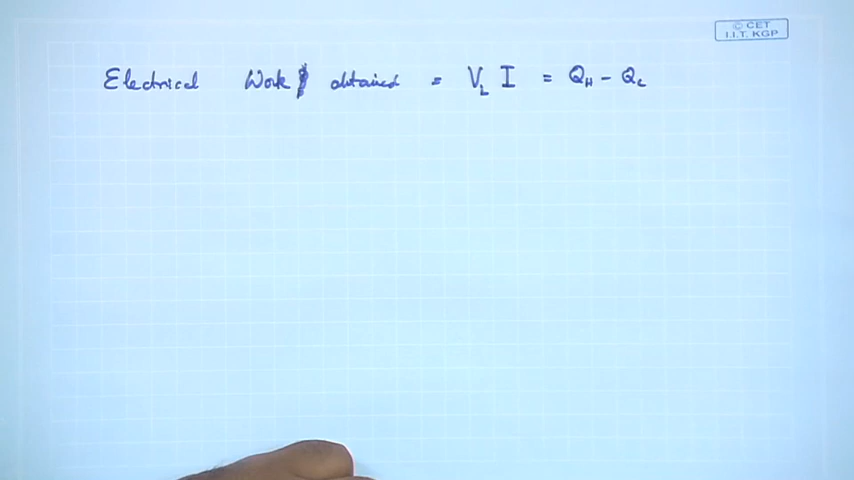 © CET
I.I.T. KGP
Electrical Work obtained = V_L I = Q_H - Q_C